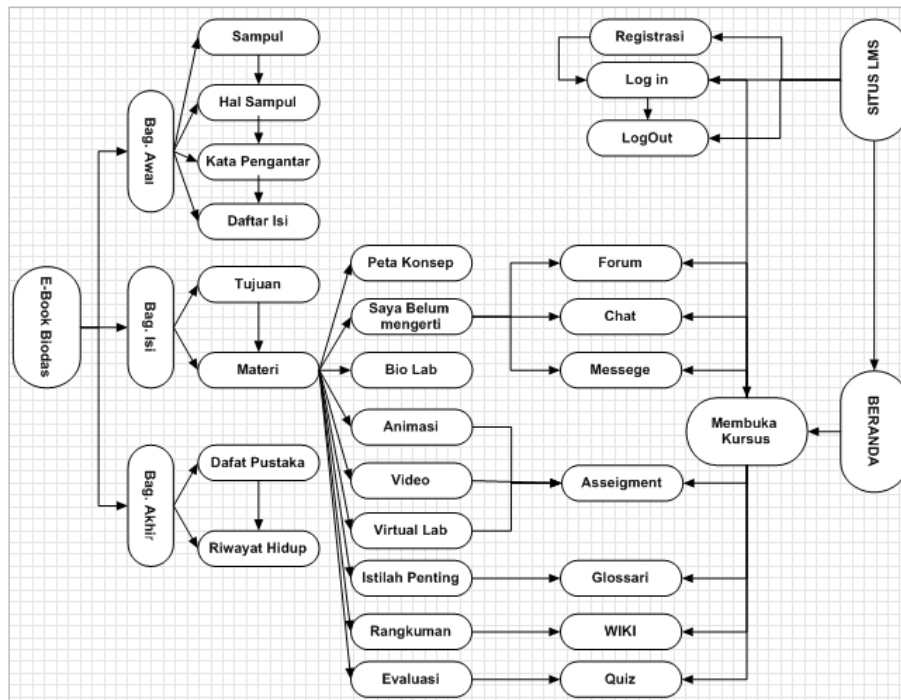 Sampul
Registrasi
SITUS LMS
Log in
Hal Sampul
Bag. Awal
LogOut
Kata Pengantar
Daftar Isi
Peta Konsep
Forum
E-Book Biodas
Tujuan
Bag. Isi
Saya Belum
mengerti
Chat
Materi
Bio Lab
Messege
BERANDA
Animasi
Membuka
Kursus
Dafat Pustaka
Bag. Akhir
Video
Asseigment
Virtual Lab
Riwayat Hidup
Istilah Penting
Glossari
Rangkuman
WIKI
Evaluasi
Quiz